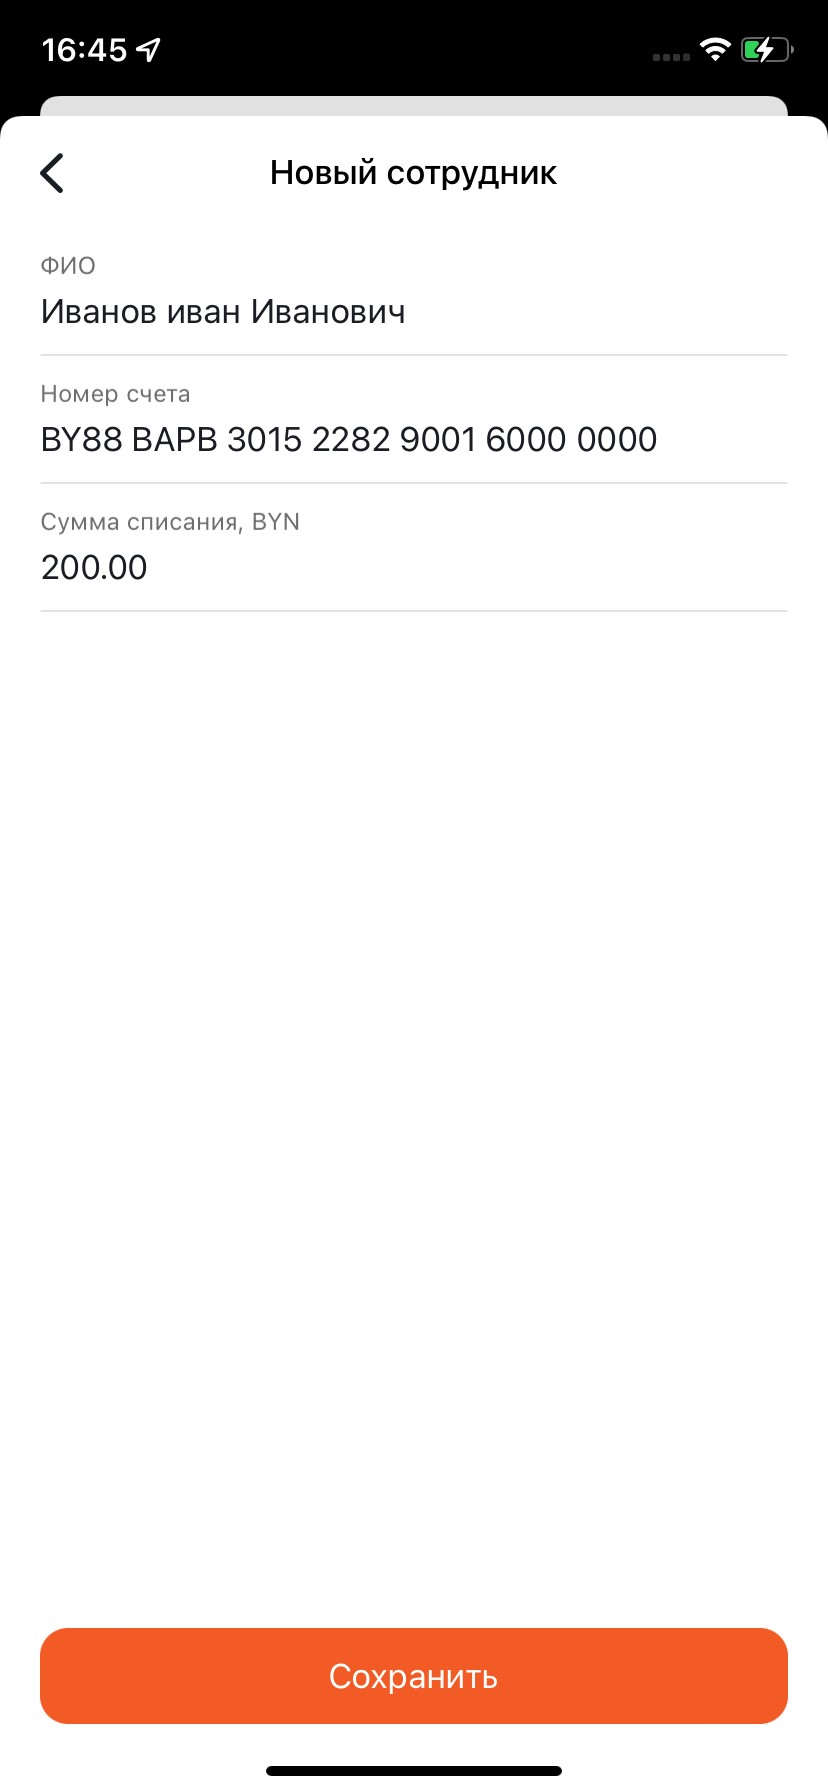 16:45
Новый сотрудник
ФИО
Иванов иван Иванович
Номер счета
BY88 BAPB 3015 2282 9001 6000 0000
Сумма списания, BYN
200.00
Сохранить